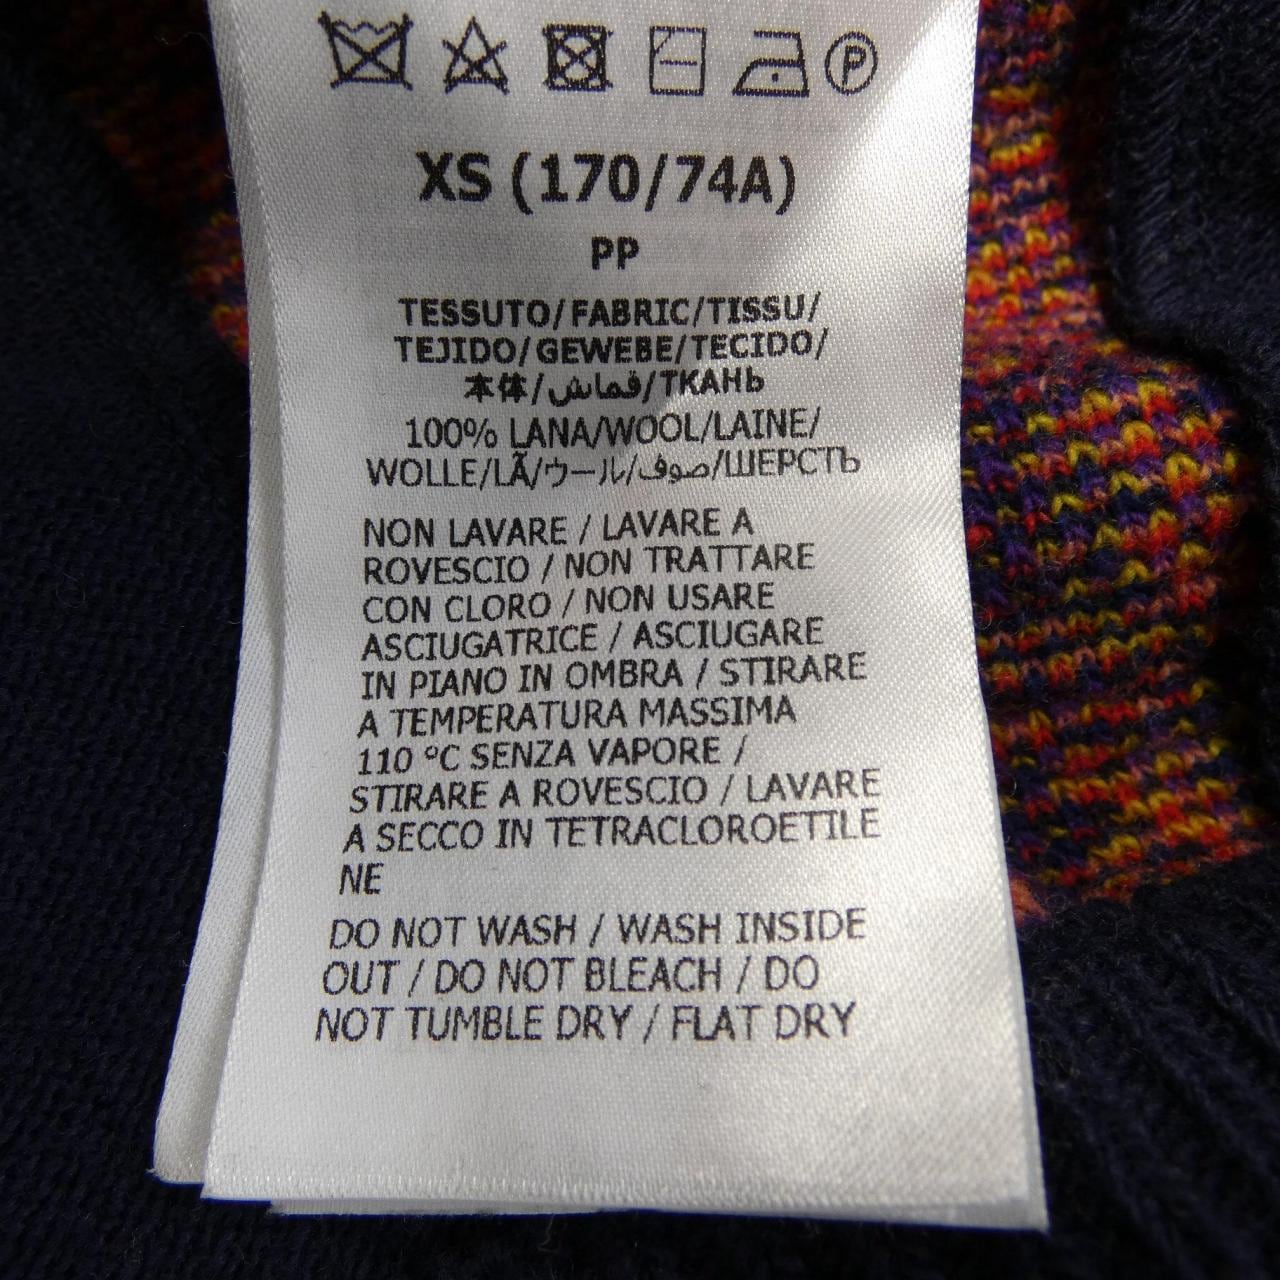 P
XS (170/74A)
PP
TESSUTO/FABRIC/TISSU/
TEJIDO/GEWEBE/TECIDO/
本体/قماش/ТКАНЬ
100% LANA/WOOL/LAINE/
WOLLE/LÃ/ウール/صوف/ШЕРСТЬ
NON LAVARE / LAVARE A
ROVESCIO / NON TRATTARE
CON CLORO / NON USARE
ASCIUGATRICE / ASCIUGARE
IN PIANO IN OMBRA / STIRARE
A TEMPERATURA MASSIMA
110 °C SENZA VAPORE /
STIRARE A ROVESCIO / LAVARE
A SECCO IN TETRACLOROETILE
NE
DO NOT WASH / WASH INSIDE
OUT / DO NOT BLEACH / DO
NOT TUMBLE DRY / FLAT DRY